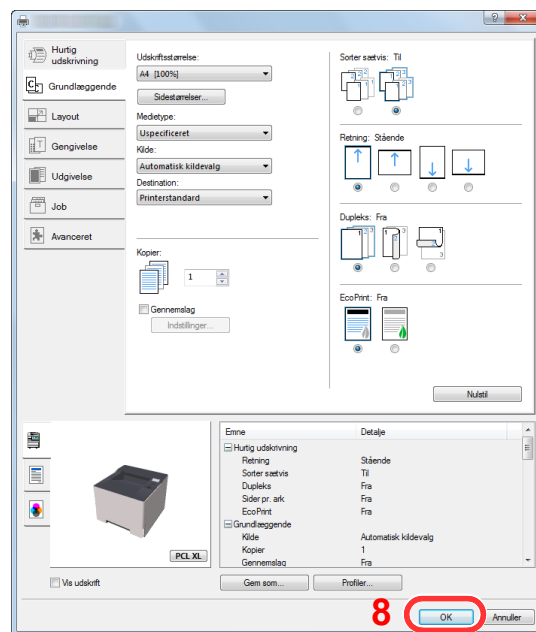 Hurtig
udskrivning
Grundlæggende
Layout
Gengivelse
Udgivelse
Job
Avanceret
Udskriftsstørrelse:
A4 [100%]
Sidestørrelser...
Medietype:
Uspecificeret
Kilde:
Automatisk kildevalg
Destination:
Printerstandard
Kopier:
1
Gennemslag
Indstillinger...
Sorter sætvis: Til
Retning: Stående
Dupleks: Fra
EcoPrint: Fra
Nulstil
PCL XL
Vis udskrift
Emne Detalje
Hurtig udskrivning
Retning Stående
Sorter sætvis Til
Dupleks Fra
Sider pr. ark Fra
EcoPrint Fra
Grundlæggende
Kilde Automatisk kildevalg
Kopier 1
Gennemslag Fra
Gem som... Profiler...
8 OK Annuller